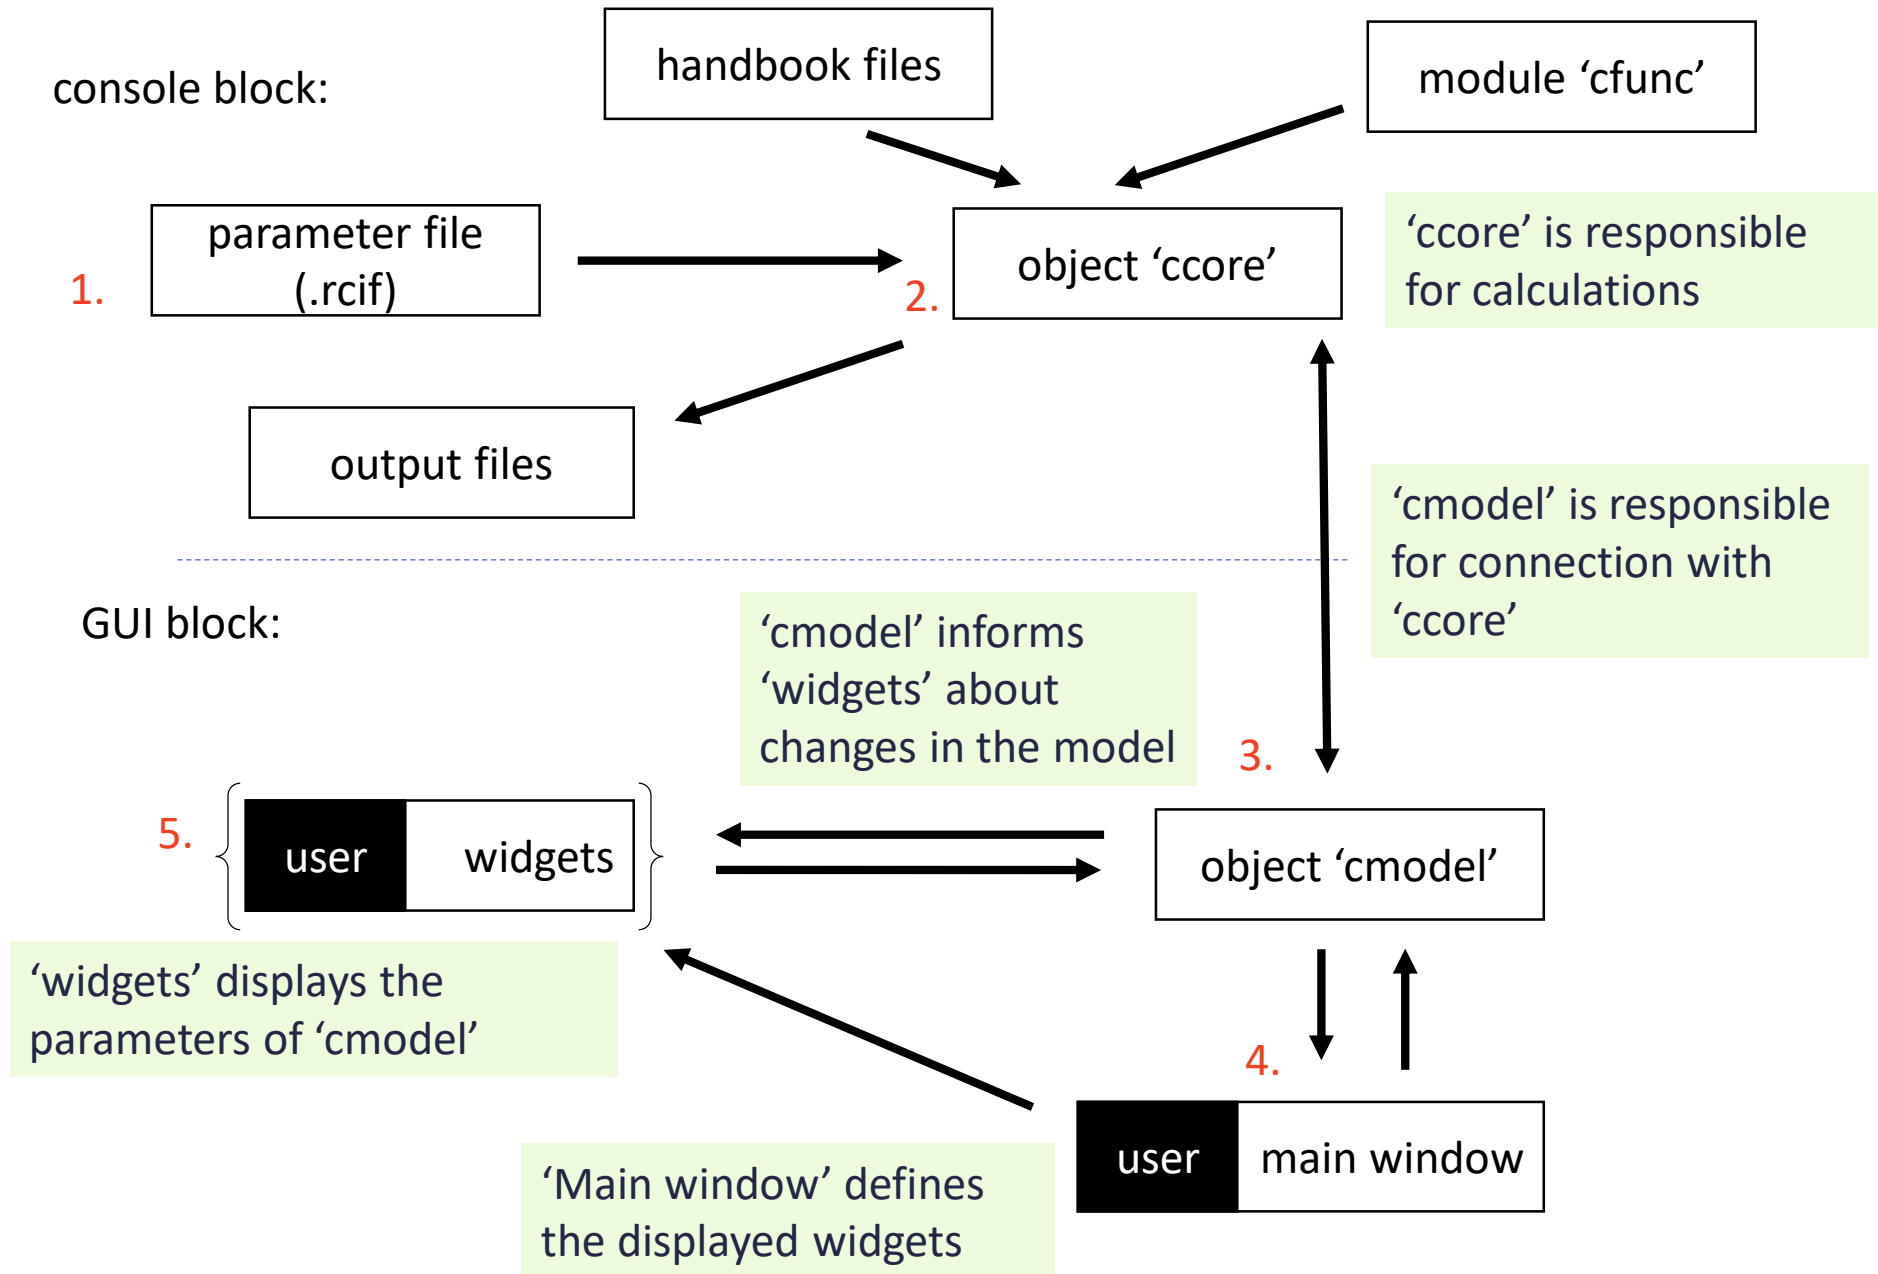 console block:
handbook files
module ‘cfunc’
1.
parameter file
(.rcif)
2.
object ‘ccore’
‘ccore’ is responsible
for calculations
output files
‘cmodel’ is responsible
for connection with
‘ccore’
GUI block:
‘cmodel’ informs
‘widgets’ about
changes in the model
3.
5.
user
widgets
object ‘cmodel’
‘widgets’ displays the
parameters of ‘cmodel’
4.
user
main window
‘Main window’ defines
the displayed widgets